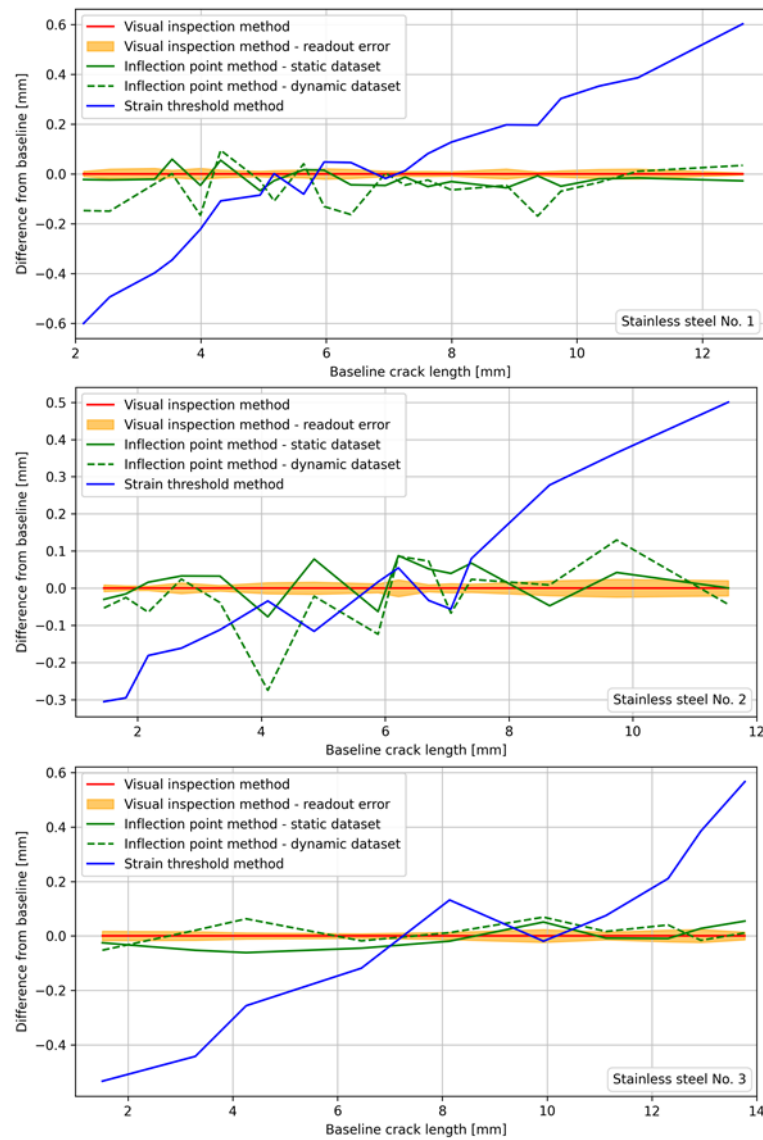 0.6
0.4
0.2
0.0
−0.2
−0.4
−0.6
Difference from baseline [mm]
Visual inspection method
Visual inspection method - readout error
Inflection point method - static dataset
Inflection point method - dynamic dataset
Strain threshold method
Stainless steel No. 1
2 4 6 8 10 12
Baseline crack length [mm]
0.5
0.4
0.3
0.2
0.1
0.0
−0.1
−0.2
−0.3
Difference from baseline [mm]
Visual inspection method
Visual inspection method - readout error
Inflection point method - static dataset
Inflection point method - dynamic dataset
Strain threshold method
Stainless steel No. 2
2 4 6 8 10 12
Baseline crack length [mm]
0.6
0.4
0.2
0.0
−0.2
−0.4
Difference from baseline [mm]
Visual inspection method
Visual inspection method - readout error
Inflection point method - static dataset
Inflection point method - dynamic dataset
Strain threshold method
Stainless steel No. 3
2 4 6 8 10 12 14
Baseline crack length [mm]